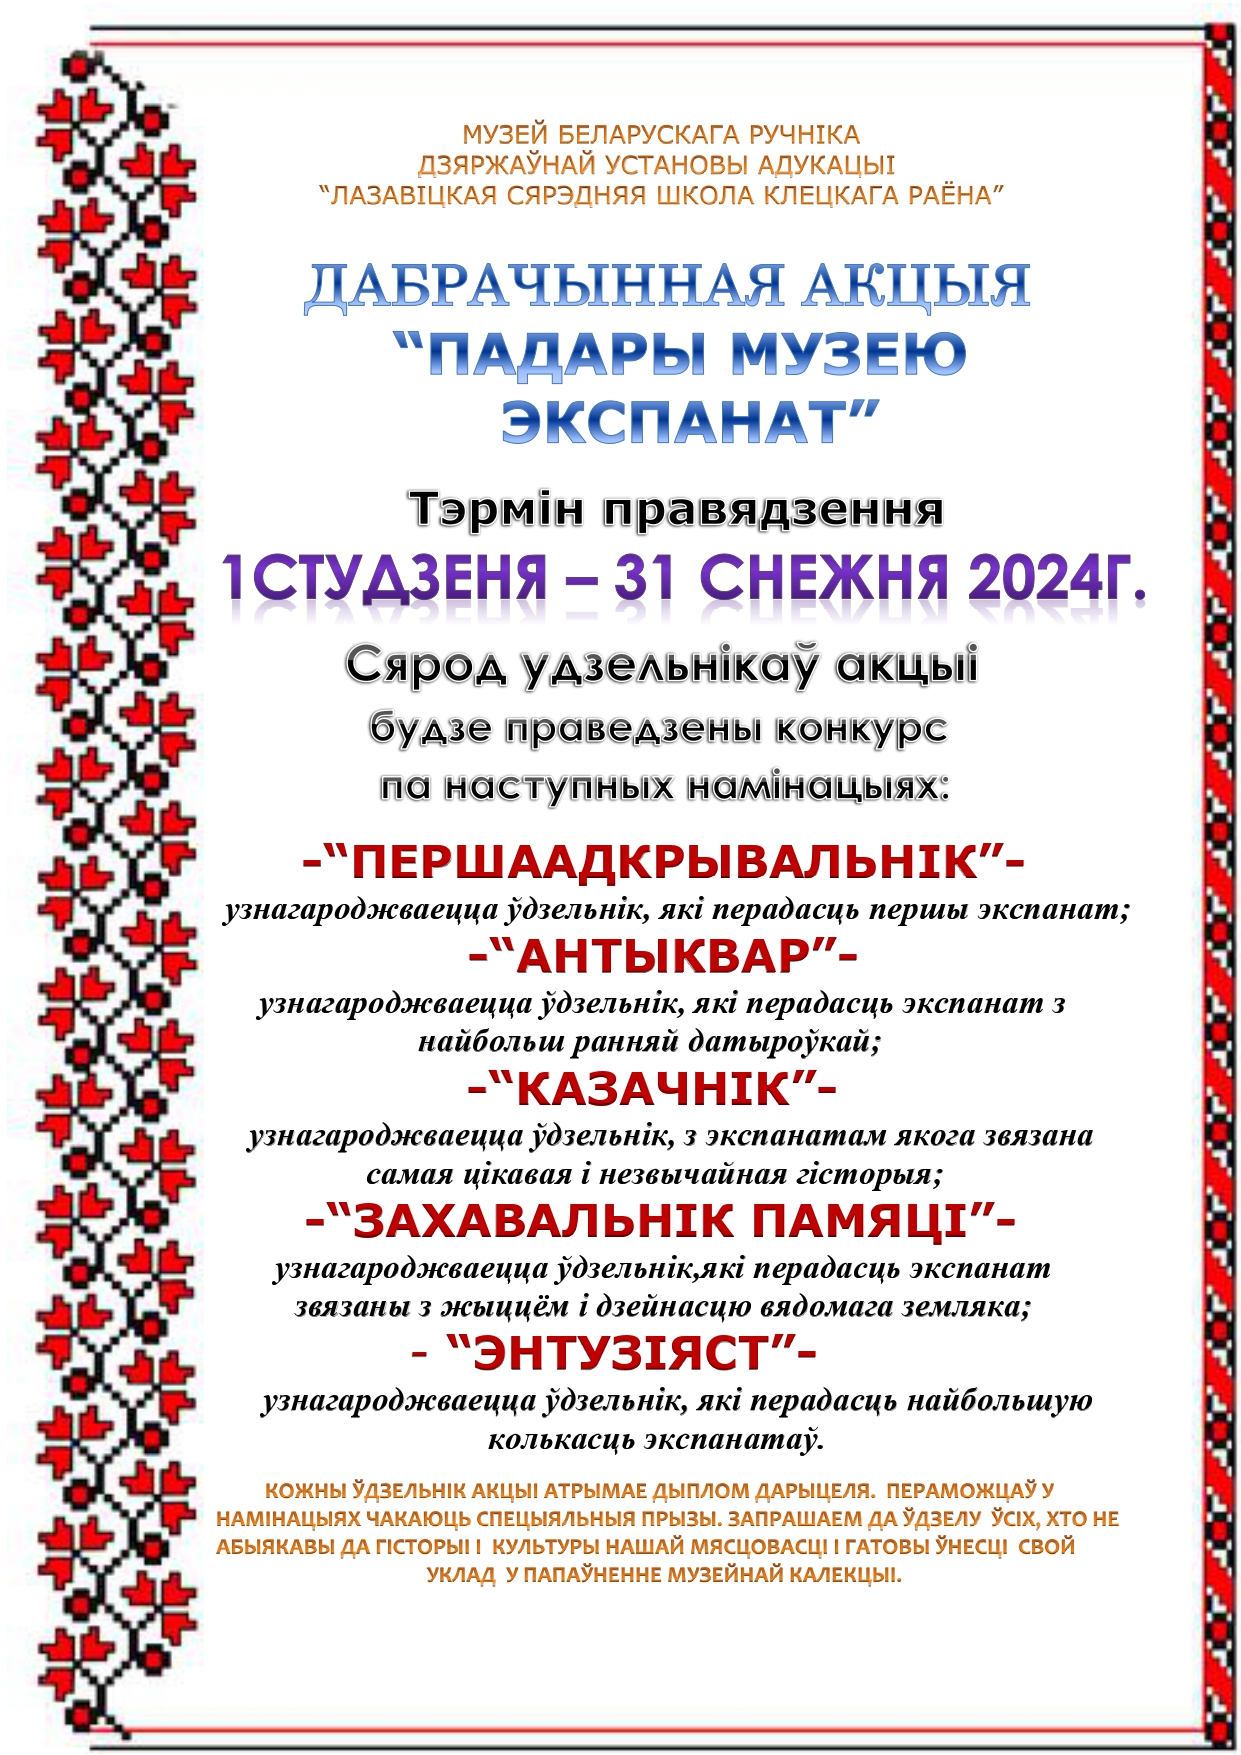 МУЗЕЙ БЕЛАРУСКАГА РУЧНІКА
ДЗЯРЖАЎНАЙ УСТАНОВЫ АДУКАЦЫІ
“ЛАЗАВІЦКАЯ СЯРЭДНЯЯ ШКОЛА КЛЕЦКАГА РАЁНА”
ДАБРАЧЫННАЯ АКЦЫЯ
“ПАДАРЫ МУЗЕЮ
ЭКСПАНАТ”
Тэрмін правядзення
1СТУДЗЕНЯ – 31 СНЕЖНЯ 2024Г.
Сярод удзельнікаў акцыі
будзе праведзены конкурс
па наступных намінацыях:
-“ПЕРШААДКРЫВАЛЬНІК”-
узнагароджваецца ўдзельнік, які перадасць першы экспанат;
-“АНТЫКВАР”-
узнагароджваецца ўдзельнік, які перадасць экспанат з
найбольш ранняй датыроўкай;
-“КАЗАЧНІК”-
узнагароджваецца ўдзельнік, з экспанатам якога звязана
самая цікавая і незвычайная гісторыя;
-“ЗАХАВАЛЬНІК ПАМЯЦІ”-
узнагароджваецца ўдзельнік,які перадасць экспанат
звязаны з жыццём і дзейнасцю вядомага земляка;
- “ЭНТУЗІЯСТ”-
узнагароджваецца ўдзельнік, які перадасць найбольшую
колькасць экспанатаў.
КОЖНЫ ЎДЗЕЛЬНІК АКЦЫІ АТРЫМАЕ ДЫПЛОМ ДАРЫЦЕЛЯ. ПЕРАМОЖЦАЎ У
НАМІНАЦЫЯХ ЧАКАЮЦЬ СПЕЦЫЯЛЬНЫЯ ПРЫЗЫ. ЗАПРАШАЕМ ДА ЎДЗЕЛУ ЎСІХ, ХТО НЕ
АБЫЯКАВЫ ДА ГІСТОРЫІ І КУЛЬТУРЫ НАШАЙ МЯСЦОВАСЦІ І ГАТОВЫ ЎНЕСЦІ СВОЙ
УКЛАД У ПАПАЎНЕННЕ МУЗЕЙНАЙ КАЛЕКЦЫІ.